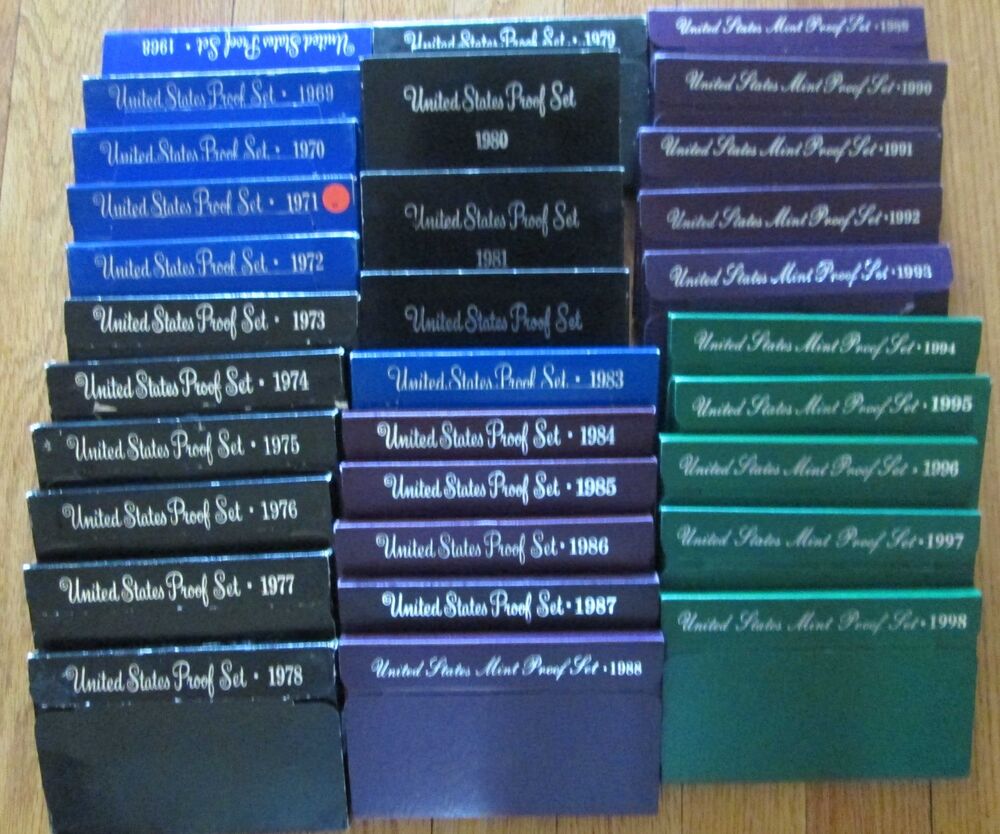 United States Proof Set • 1968
United States Proof Set • 1969
United States Proof Set • 1970
United States Proof Set • 1971
United States Proof Set • 1972
United States Proof Set • 1973
United States Proof Set • 1974
United States Proof Set • 1975
United States Proof Set • 1976
United States Proof Set • 1977
United States Proof Set • 1978
United States Proof Set • 1979
United States Proof Set
1980
United States Proof Set
1981
United States Proof Set
United States Proof Set • 1983
United States Proof Set • 1984
United States Proof Set • 1985
United States Proof Set • 1986
United States Proof Set • 1987
United States Mint Proof Set • 1988
United States Mint Proof Set • 1989
United States Mint Proof Set • 1990
United States Mint Proof Set • 1991
United States Mint Proof Set • 1992
United States Mint Proof Set • 1993
United States Mint Proof Set • 1994
United States Mint Proof Set • 1995
United States Mint Proof Set • 1996
United States Mint Proof Set • 1997
United States Mint Proof Set • 1998